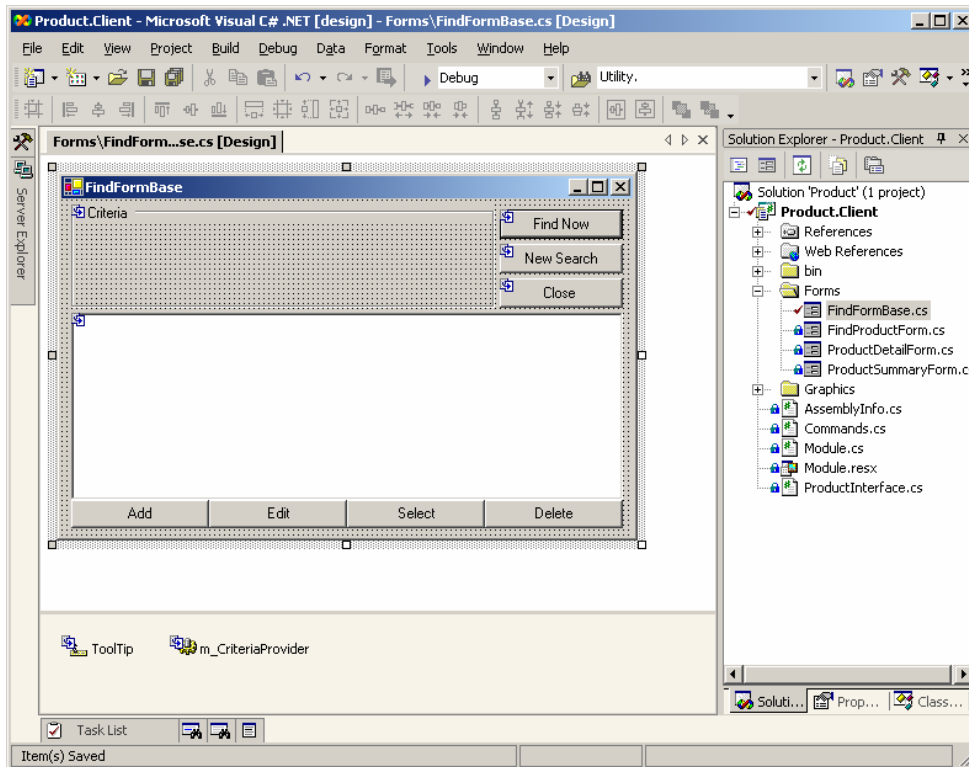 Product.Client - Microsoft Visual C# .NET [design] - Forms\FindFormBase.cs [Design]
File Edit View Project Build Debug Data Format Tools Window Help
Debug Utility.
Forms\FindForm...se.cs [Design]
Server Explorer
FindFormBase
Criteria
Find Now
New Search
Close
Add Edit Select Delete
ToolTip m_CriteriaProvider
Solution Explorer - Product.Client
Solution 'Product' (1 project)
Product.Client
References
Web References
bin
Forms
FindFormBase.cs
FindProductForm.cs
ProductDetailForm.cs
ProductSummaryForm.c
Graphics
AssemblyInfo.cs
Commands.cs
Module.cs
Module.resx
ProductInterface.cs
Soluti... Prop... Class...
Task List
Item(s) Saved